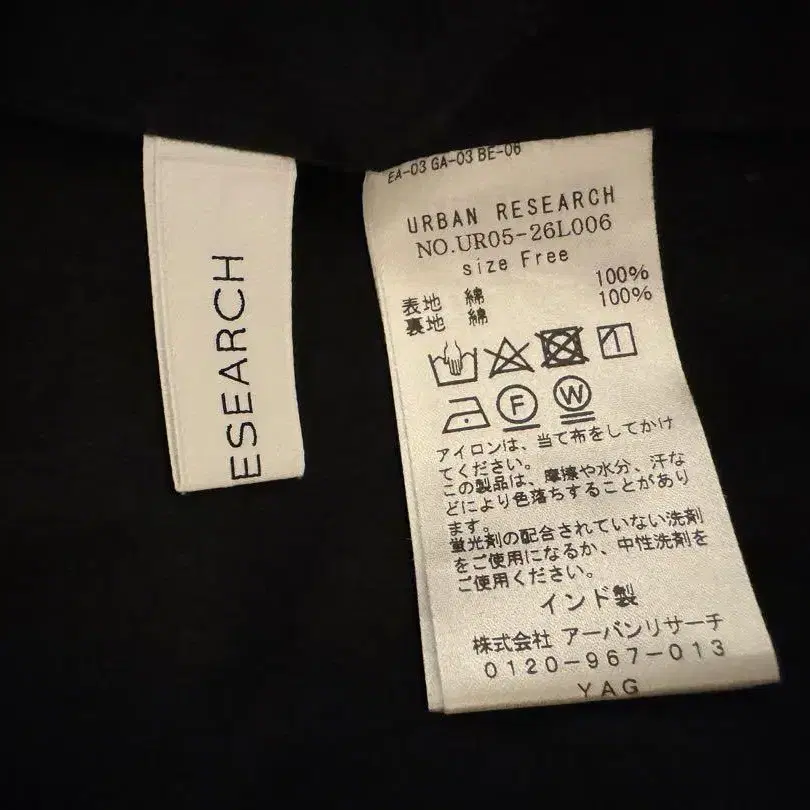 ESEARCH
EA-03 GA-03 BE-06
URBAN RESEARCH
NO.UR05-26L006
size Free
表地 綿 100%
裏地 綿 100%
F W
アイロンは、当て布をしてかけ
てください。
この製品は、摩擦や水分、汗な
どにより色落ちすることがあり
ます。
蛍光剤の配合されていない洗剤
をご使用になるか、中性洗剤を
ご使用ください。
インド製
株式会社 アーバンリサーチ
0120-967-013
YAG